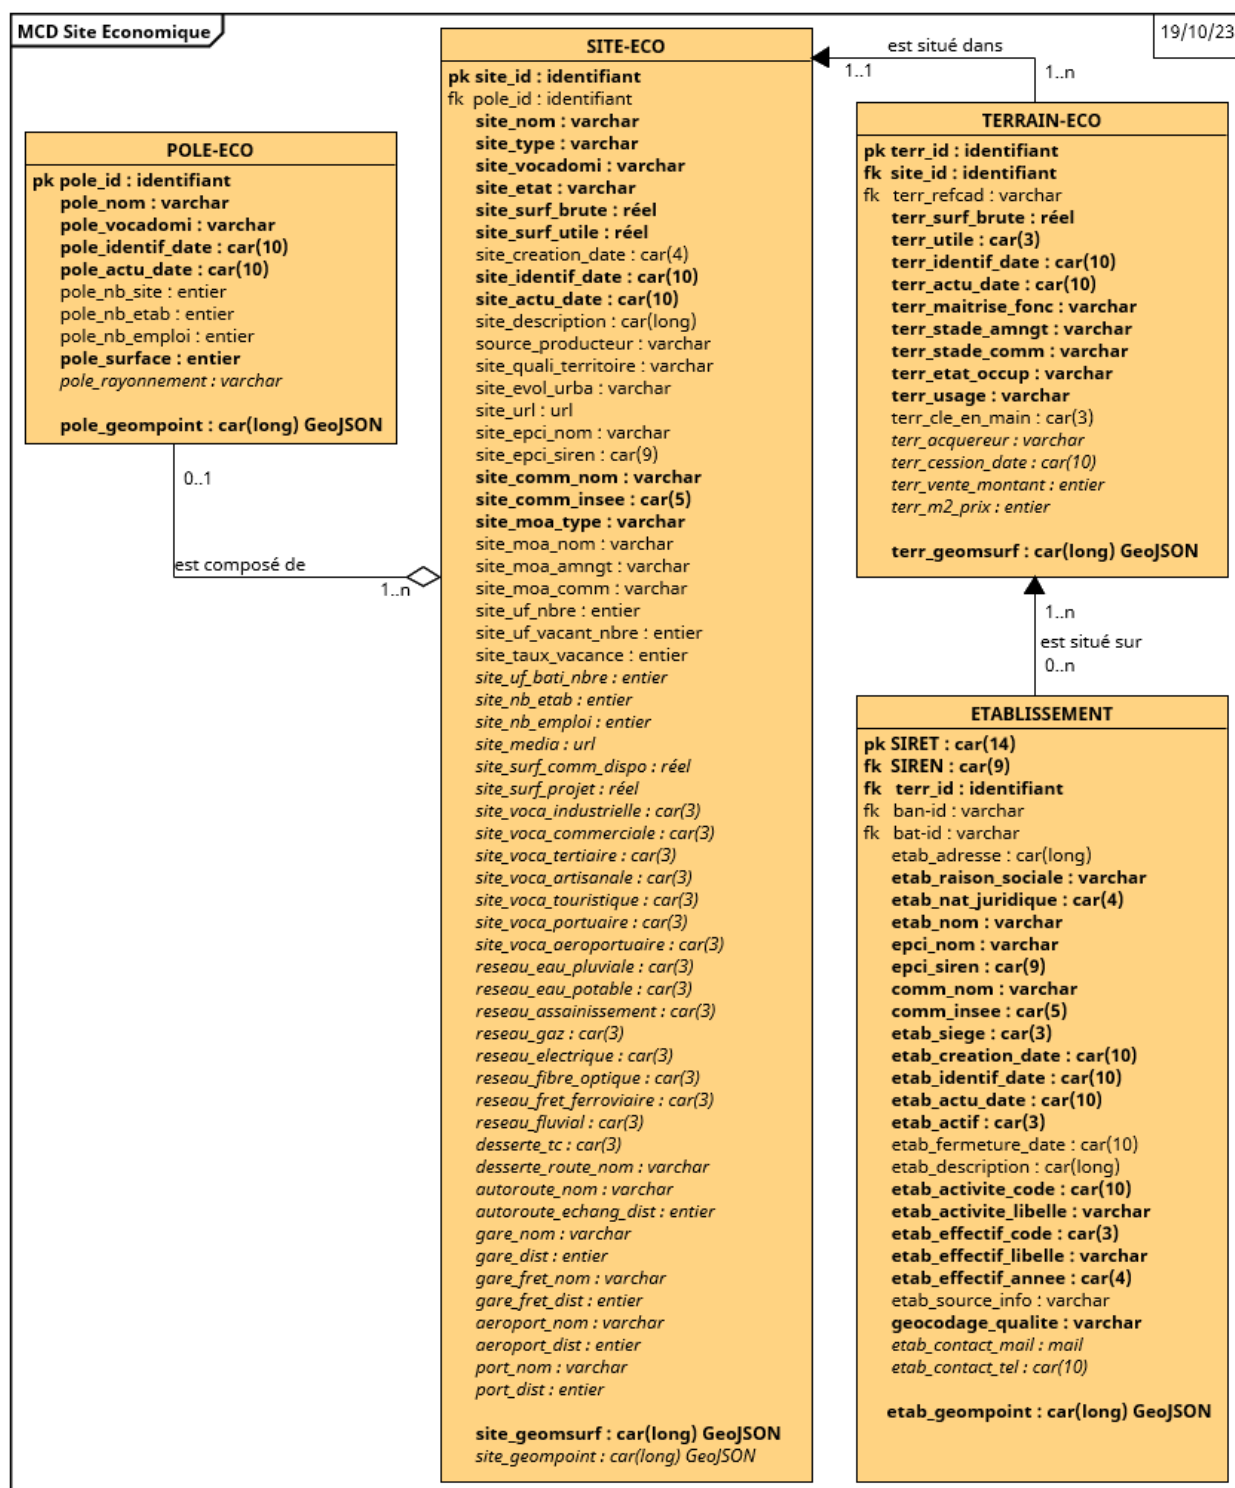 MCD Site Economique
19/10/23
POLE-ECO
pk pole_id : identifiant
pole_nom : varchar
pole_vocadomi : varchar
pole_identif_date : car(10)
pole_actu_date : car(10)
pole_nb_site : entier
pole_nb_etab : entier
pole_nb_emploi : entier
pole_surface : entier
pole_rayonnement : varchar
pole_geompoint : car(long) GeoJSON
0..1
est composé de
1..n
SITE-ECO
pk site_id : identifiant
fk pole_id : identifiant
site_nom : varchar
site_type : varchar
site_vocadomi : varchar
site_etat : varchar
site_surf_brute : réel
site_surf_utile : réel
site_creation_date : car(4)
site_identif_date : car(10)
site_actu_date : car(10)
site_description : car(long)
source_producteur : varchar
site_quali_territoire : varchar
site_evol_urba : varchar
site_url : url
site_epci_nom : varchar
site_epci_siren : car(9)
site_comm_nom : varchar
site_comm_insee : car(5)
site_moa_type : varchar
site_moa_nom : varchar
site_moa_amngt : varchar
site_moa_comm : varchar
site_uf_nbre : entier
site_uf_vacant_nbre : entier
site_taux_vacance : entier
site_uf_bati_nbre : entier
site_nb_etab : entier
site_nb_emploi : entier
site_media : url
site_surf_comm_dispo : réel
site_surf_projet : réel
site_voca_industrielle : car(3)
site_voca_commerciale : car(3)
site_voca_tertiaire : car(3)
site_voca_artisanale : car(3)
site_voca_touristique : car(3)
site_voca_portuaire : car(3)
site_voca_aeroportuaire : car(3)
reseau_eau_pluviale : car(3)
reseau_eau_potable : car(3)
reseau_assainissement : car(3)
reseau_gaz : car(3)
reseau_electrique : car(3)
reseau_fibre_optique : car(3)
reseau_fret_ferroviaire : car(3)
reseau_fluvial : car(3)
desserte_tc : car(3)
desserte_route_nom : varchar
autoroute_nom : varchar
autoroute_echang_dist : entier
gare_nom : varchar
gare_dist : entier
gare_fret_nom : varchar
gare_fret_dist : entier
aeroport_nom : varchar
aeroport_dist : entier
port_nom : varchar
port_dist : entier
site_geomsurf : car(long) GeoJSON
site_geompoint : car(long) GeoJSON
est situé dans
1..1
1..n
TERRAIN-ECO
pk terr_id : identifiant
fk site_id : identifiant
fk terr_refcad : varchar
terr_surf_brute : réel
terr_utile : car(3)
terr_identif_date : car(10)
terr_actu_date : car(10)
terr_maitrise_fonc : varchar
terr_stade_amngt : varchar
terr_stade_comm : varchar
terr_etat_occup : varchar
terr_usage : varchar
terr_cle_en_main : car(3)
terr_acquereur : varchar
terr_cession_date : car(10)
terr_vente_montant : entier
terr_m2_prix : entier
terr_geomsurf : car(long) GeoJSON
1..n
est situé sur
0..n
ETABLISSEMENT
pk SIRET : car(14)
fk SIREN : car(9)
fk terr_id : identifiant
fk ban-id : varchar
fk bat-id : varchar
etab_adresse : car(long)
etab_raison_sociale : varchar
etab_nat_juridique : car(4)
etab_nom : varchar
epci_nom : varchar
epci_siren : car(9)
comm_nom : varchar
comm_insee : car(5)
etab_siege : car(3)
etab_creation_date : car(10)
etab_identif_date : car(10)
etab_actu_date : car(10)
etab_actif : car(3)
etab_fermeture_date : car(10)
etab_description : car(long)
etab_activite_code : car(10)
etab_activite_libelle : varchar
etab_effectif_code : car(3)
etab_effectif_libelle : varchar
etab_effectif_annee : car(4)
etab_source_info : varchar
geocodage_qualite : varchar
etab_contact_mail : mail
etab_contact_tel : car(10)
etab_geompoint : car(long) GeoJSON